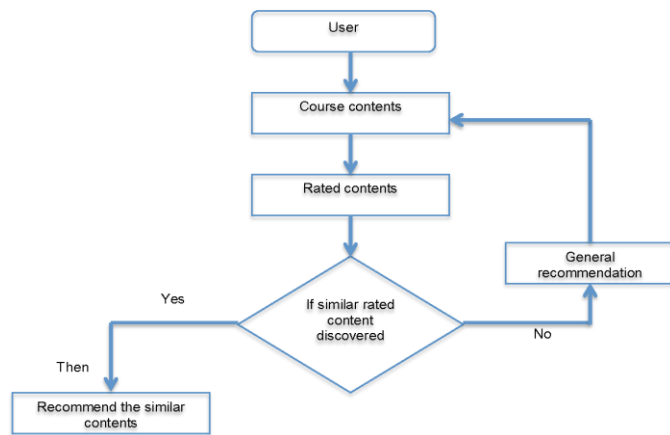 User
Course contents
Rated contents
General
recommendation
If similar rated
content
discovered
Yes
No
Then
Recommend the similar
contents